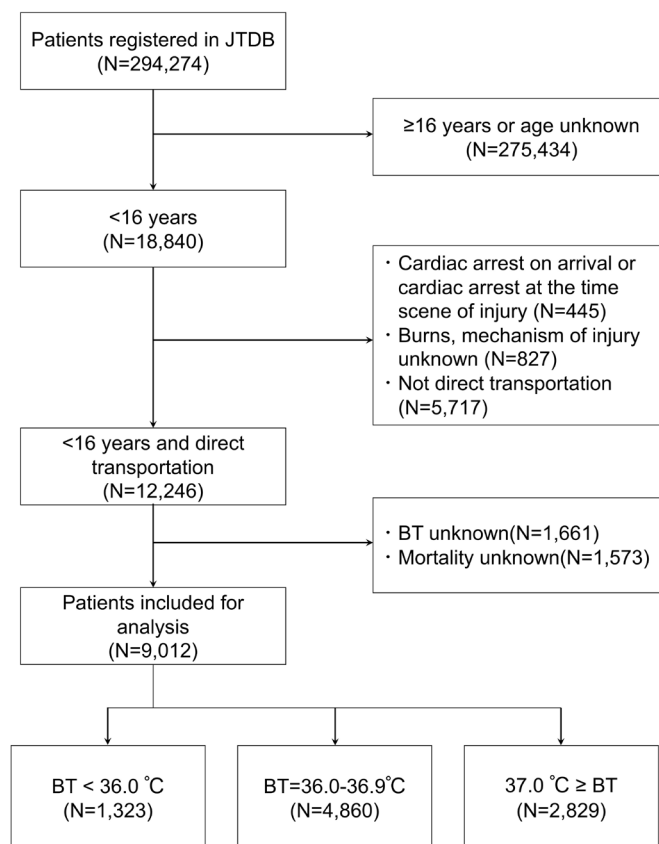 Patients registered in JTDB
(N=294,274)
≥16 years or age unknown
(N=275,434)
<16 years
(N=18,840)
・Cardiac arrest on arrival or
cardiac arrest at the time
scene of injury (N=445)
・Burns, mechanism of injury
unknown (N=827)
・Not direct transportation
(N=5,717)
<16 years and direct
transportation
(N=12,246)
・BT unknown(N=1,661)
・Mortality unknown(N=1,573)
Patients included for
analysis
(N=9,012)
BT < 36.0 ℃
(N=1,323)
BT=36.0-36.9℃
(N=4,860)
37.0 ℃ ≥ BT
(N=2,829)